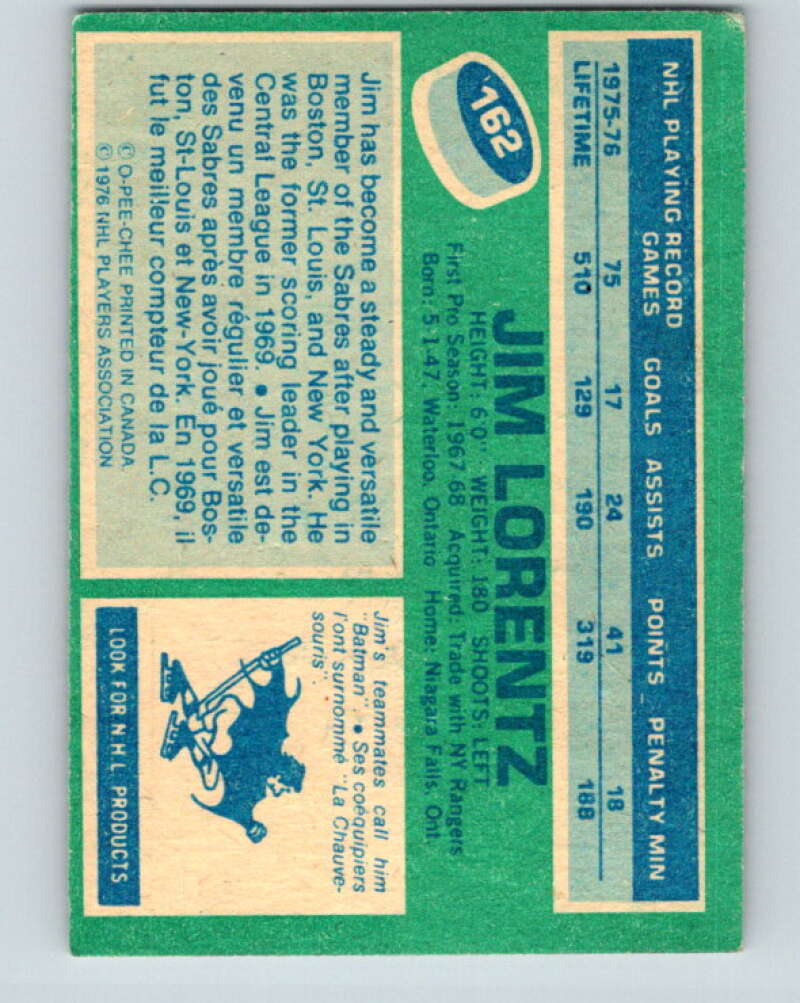 NHL PLAYING RECORD
GAMES GOALS ASSISTS POINTS PENALTY MIN
1975-76 75 17 24 41 18
LIFETIME 510 129 190 319 188
162
JIM LORENTZ
HEIGHT: 6'0" WEIGHT: 180 SHOOTS: LEFT
First Pro Season: 1967-68 Acquired: Trade with NY Rangers
Born: 5-1-47, Waterloo, Ontario Home: Niagara Falls, Ont.
Jim has become a steady and versatile
member of the Sabres after playing in
Boston, St. Louis, and New York. He
was the former scoring leader in the
Central League in 1969. • Jim est de-
venu un membre régulier et versatile
des Sabres après avoir joué pour Bos-
ton, St-Louis et New-York. En 1969, il
fut le meilleur compteur de la L.C.
© O-PEE-CHEE PRINTED IN CANADA
© 1976 NHL PLAYERS ASSOCIATION
Jim's teammates call him
"Batman". • Ses coéquipiers
l'ont surnommé "La Chauve-
souris".
LOOK FOR N.H.L. PRODUCTS